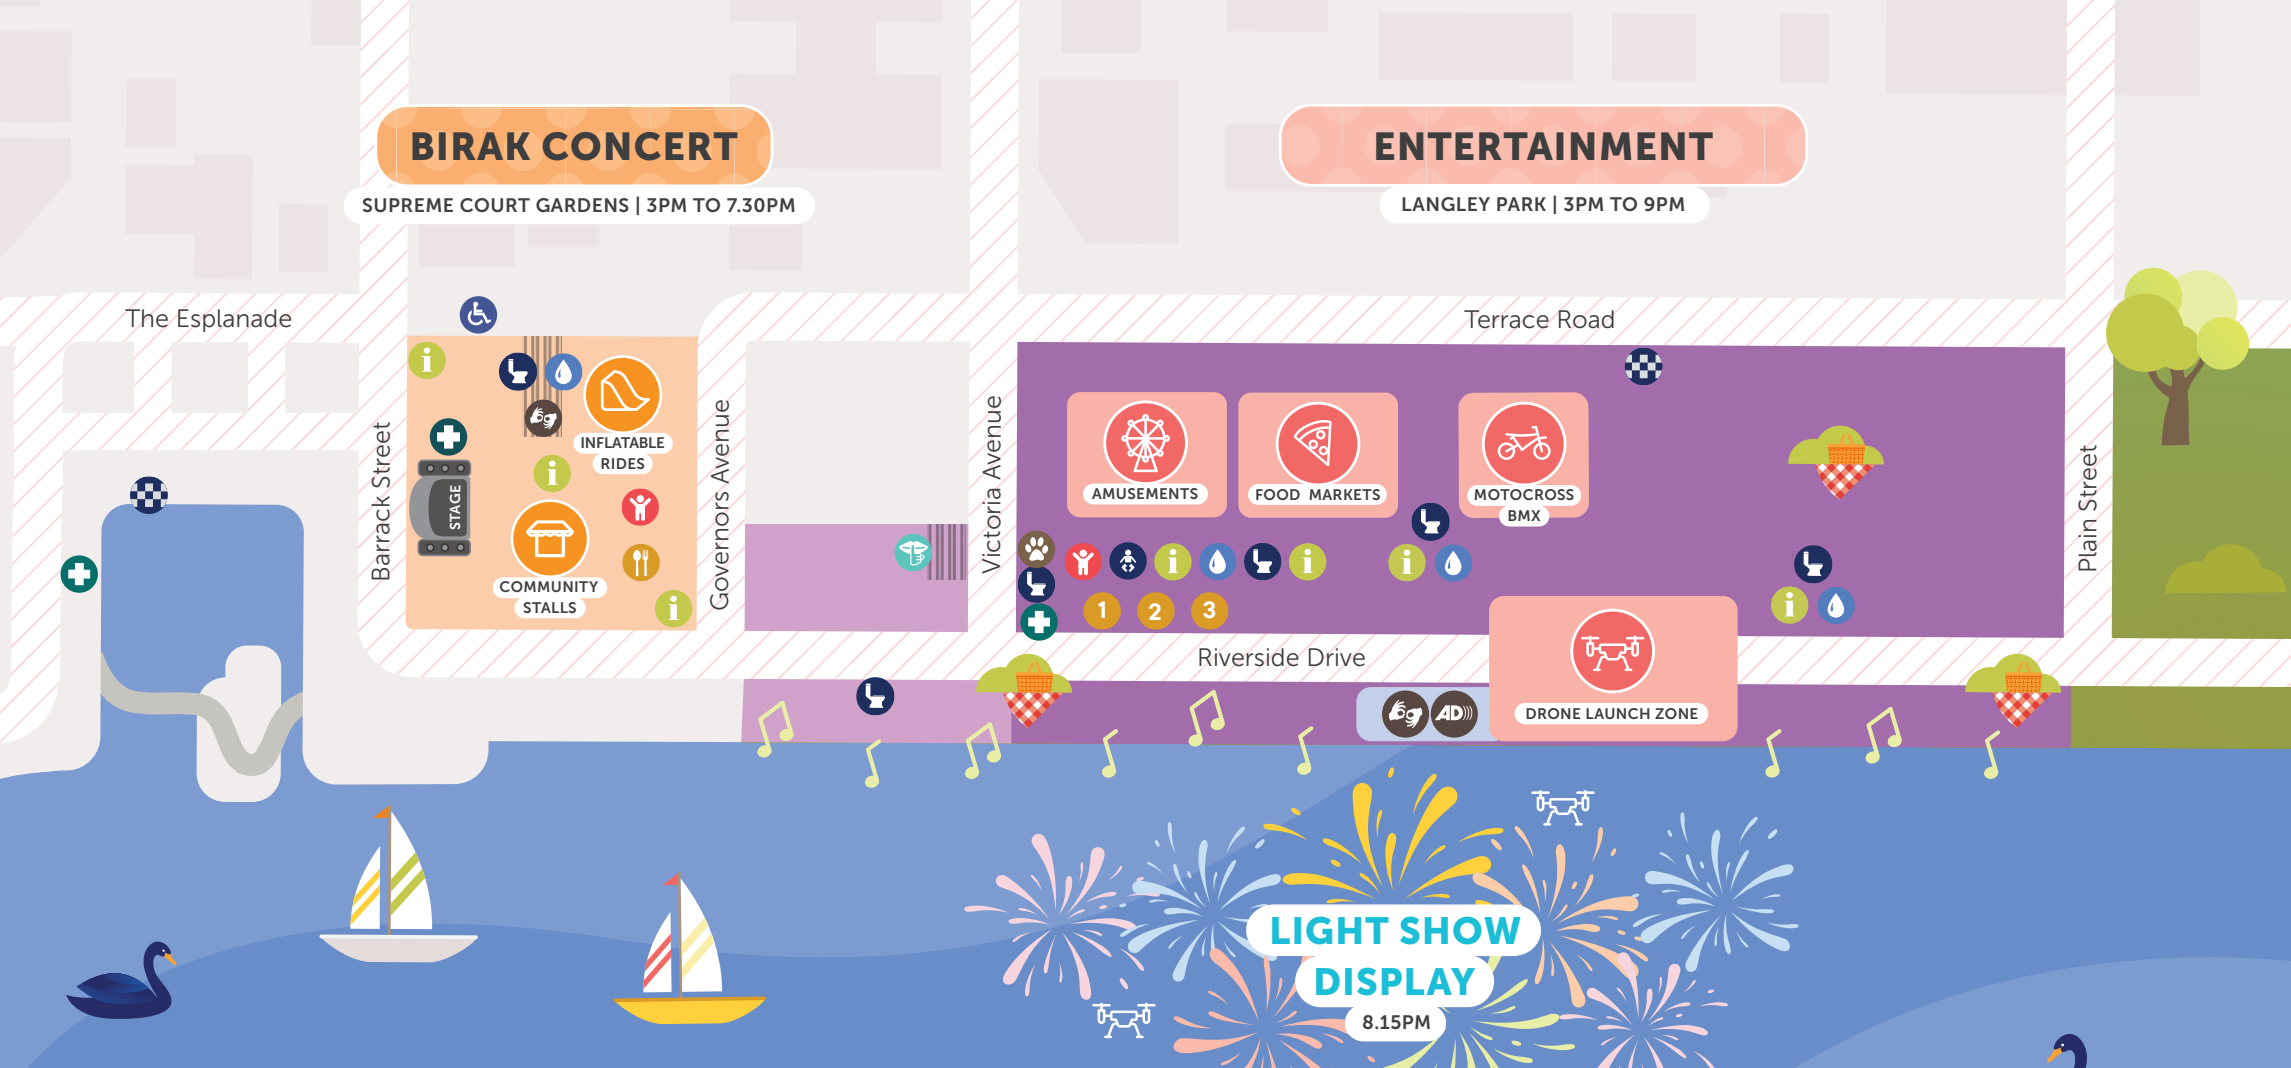 BIRAK CONCERT
SUPREME COURT GARDENS | 3PM TO 7.30PM
ENTERTAINMENT
LANGLEY PARK | 3PM TO 9PM
The Esplanade
Terrace Road
Barrack Street
STAGE
INFLATABLE
RIDES
COMMUNITY
STALLS
Governors Avenue
Victoria Avenue
AMUSEMENTS
FOOD MARKETS
MOTOCROSS
BMX
Plain Street
i
i
i
i
i
i
i
1
2
3
Riverside Drive
AD
DRONE LAUNCH ZONE
LIGHT SHOW
DISPLAY
8.15PM